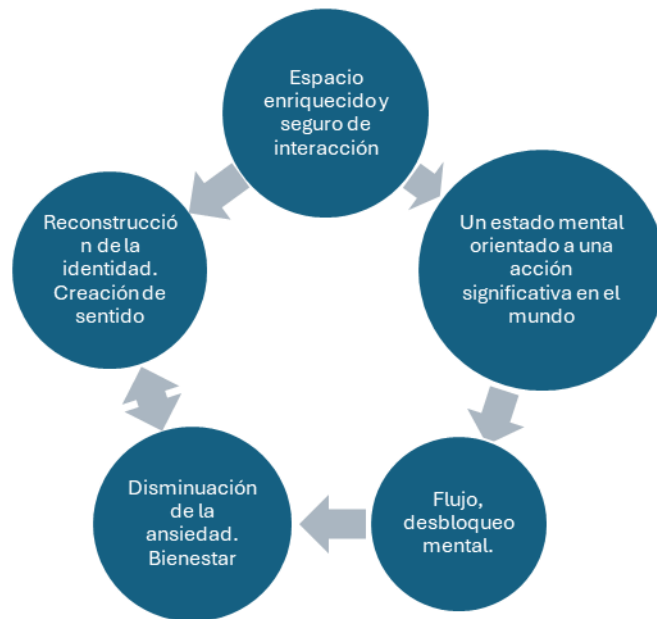 Espacio
enriquecido y
seguro de
interacción
Un estado mental
orientado a una
acción
significativa en el
mundo
Flujo,
desbloqueo
mental.
Disminuación
de la
ansiedad.
Bienestar
Reconstrucció
n de la
identidad.
Creación de
sentido